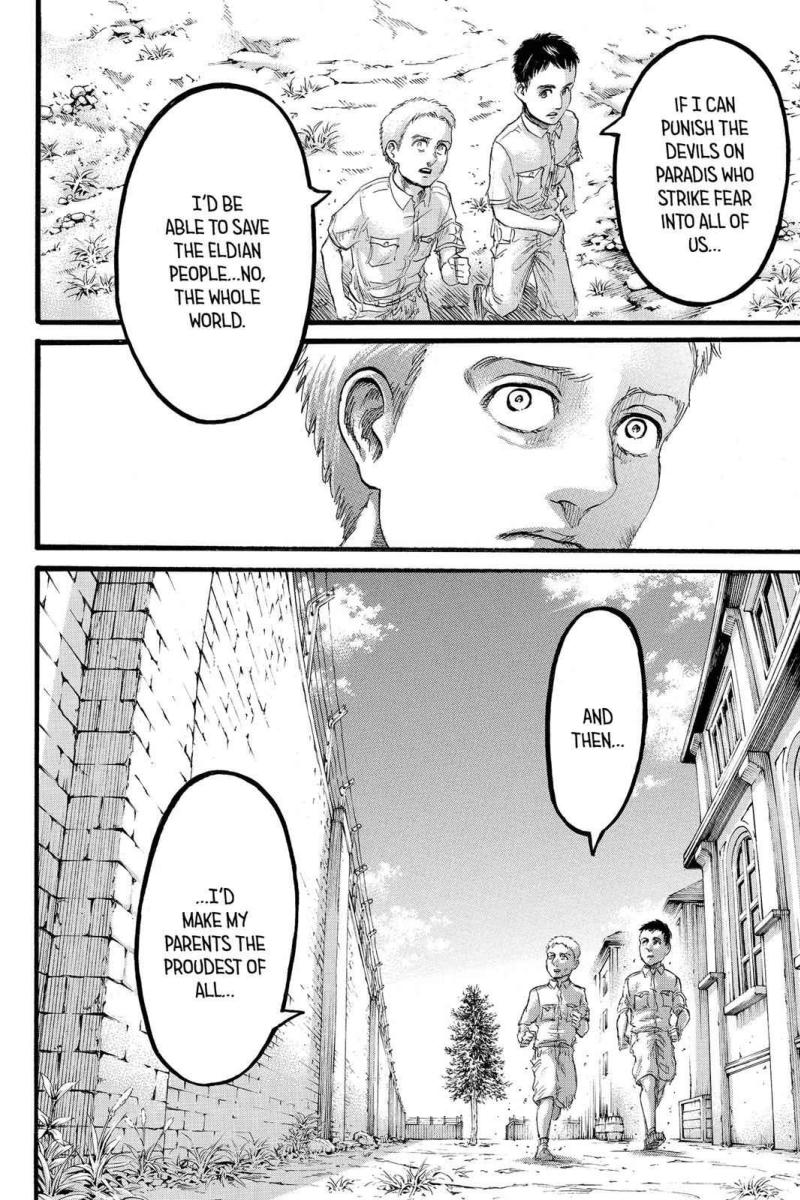 IF I CAN
PUNISH THE
DEVILS ON
PARADIS WHO
STRIKE FEAR
INTO ALL OF
US...
I'D BE
ABLE TO SAVE
THE ELDIAN
PEOPLE...NO,
THE WHOLE
WORLD.
AND
THEN...
...I'D
MAKE MY
PARENTS THE
PROUDEST OF
ALL...